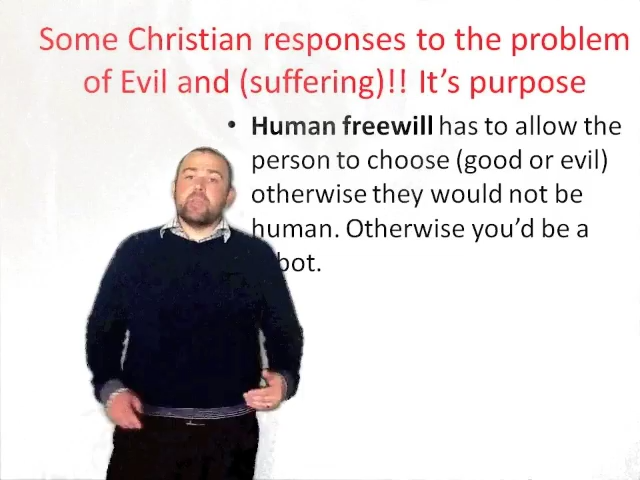 Some Christian responses to the problem
of Evil and (suffering)!! It's purpose
• Human freewill has to allow the
person to choose (good or evil)
otherwise they would not be
human. Otherwise you'd be a
bot.